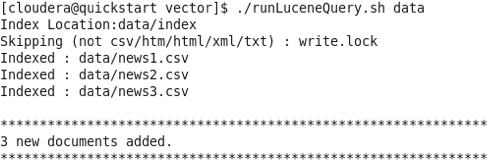 [cloudera@quickstart vector]$ ./runLuceneQuery.sh data
Index Location:data/index
Skipping (not csv/htm/html/xml/txt) : write.lock
Indexed : data/news1.csv
Indexed : data/news2.csv
Indexed : data/news3.csv
**************************************************************
3 new documents added.
**************************************************************